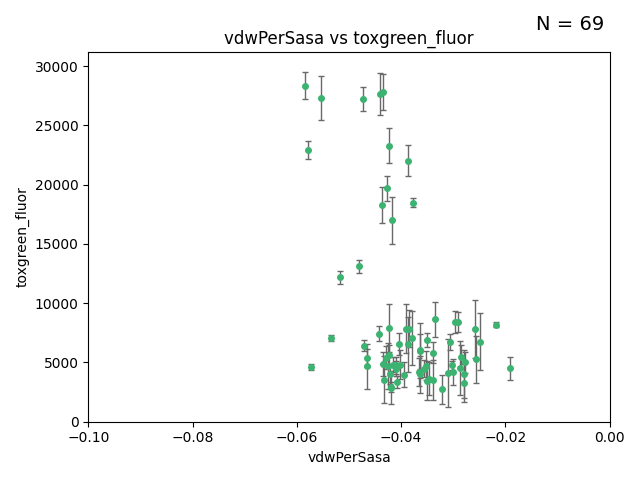 N = 69
vdwPerSasa vs toxgreen_fluor
30000
25000
20000
15000
10000
5000
0
toxgreen_fluor
−0.10 −0.08 −0.06 −0.04 −0.02 0.00
vdwPerSasa